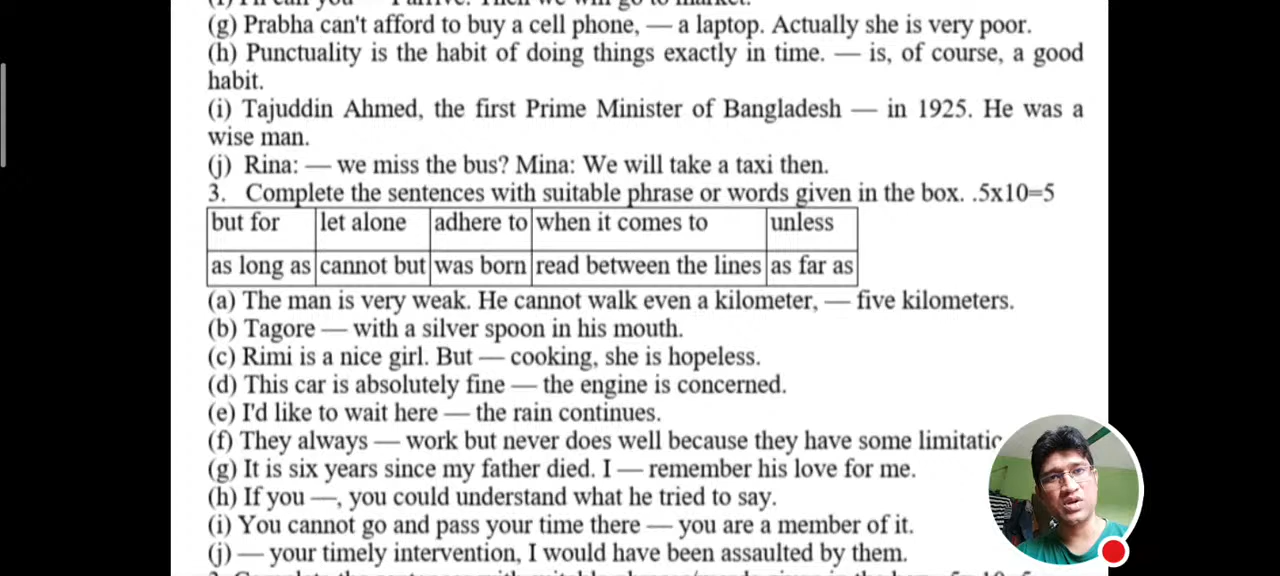 (g) Prabha can't afford to buy a cell phone, — a laptop. Actually she is very poor.
(h) Punctuality is the habit of doing things exactly in time. — is, of course, a good
habit.
(i) Tajuddin Ahmed, the first Prime Minister of Bangladesh — in 1925. He was a
wise man.
(j) Rina: — we miss the bus? Mina: We will take a taxi then.
3. Complete the sentences with suitable phrase or words given in the box. .5x10=5
but for let alone adhere to when it comes to unless
as long as cannot but was born read between the lines as far as
(a) The man is very weak. He cannot walk even a kilometer, — five kilometers.
(b) Tagore — with a silver spoon in his mouth.
(c) Rimi is a nice girl. But — cooking, she is hopeless.
(d) This car is absolutely fine — the engine is concerned.
(e) I'd like to wait here — the rain continues.
(f) They always — work but never does well because they have some limitatic
(g) It is six years since my father died. I — remember his love for me.
(h) If you —, you could understand what he tried to say.
(i) You cannot go and pass your time there — you are a member of it.
(j) — your timely intervention, I would have been assaulted by them.